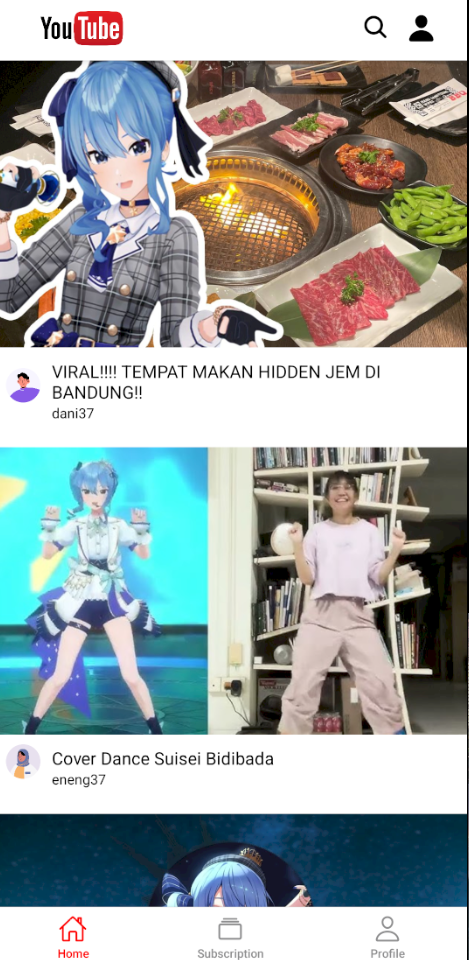 YouTube
VIRAL!!!! TEMPAT MAKAN HIDDEN JEM DI
BANDUNG!!
dani37
Cover Dance Suisei Bidibada
eneng37
Home
Subscription
Profile